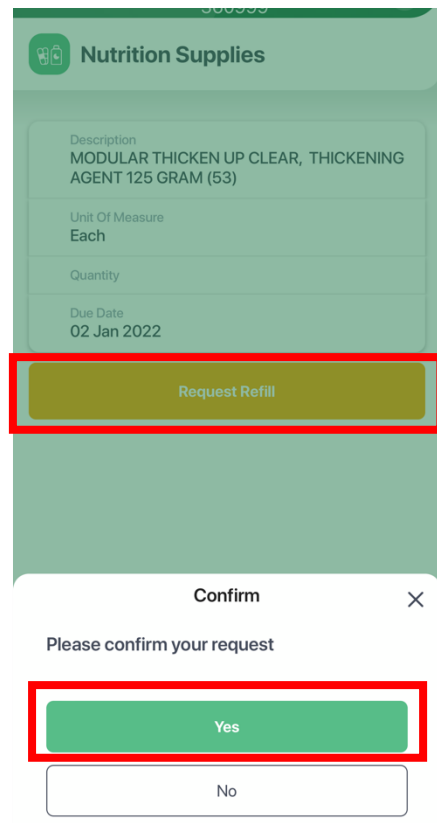 Nutrition Supplies
Description
MODULAR THICKEN UP CLEAR, THICKENING
AGENT 125 GRAM (53)
Unit Of Measure
Each
Quantity
Due Date
02 Jan 2022
Request Refill
Confirm
Please confirm your request
Yes
No